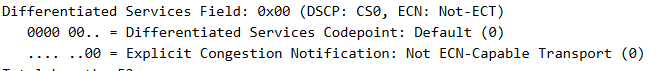 Differentiated Services Field: 0x00 (DSCP: CS0, ECN: Not-ECT)
0000 00.. = Differentiated Services Codepoint: Default (0)
.... ..00 = Explicit Congestion Notification: Not ECN-Capable Transport (0)